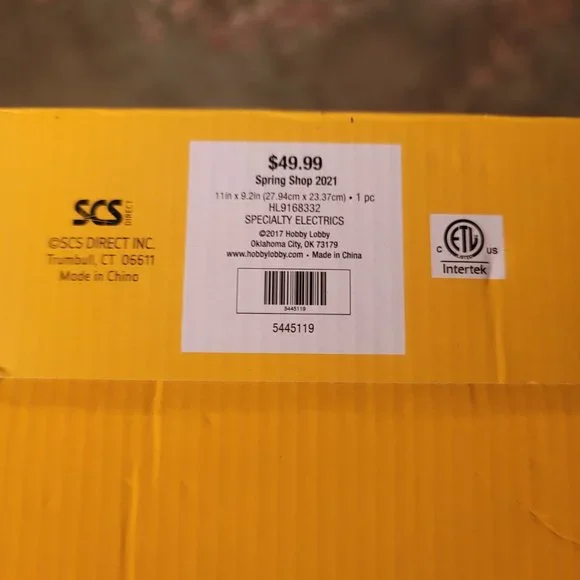 SCS DIRECT
©SCS DIRECT INC.
Trumbull, CT 06611
Made in China
$49.99
Spring Shop 2021
11in x 9.2in (27.94cm x 23.37cm) • 1 pc
HL9168332
SPECIALTY ELECTRICS
©2017 Hobby Lobby
Oklahoma City, OK 73179
www.hobbylobby.com • Made in China
5445119
5445119
C ETL US
Intertek